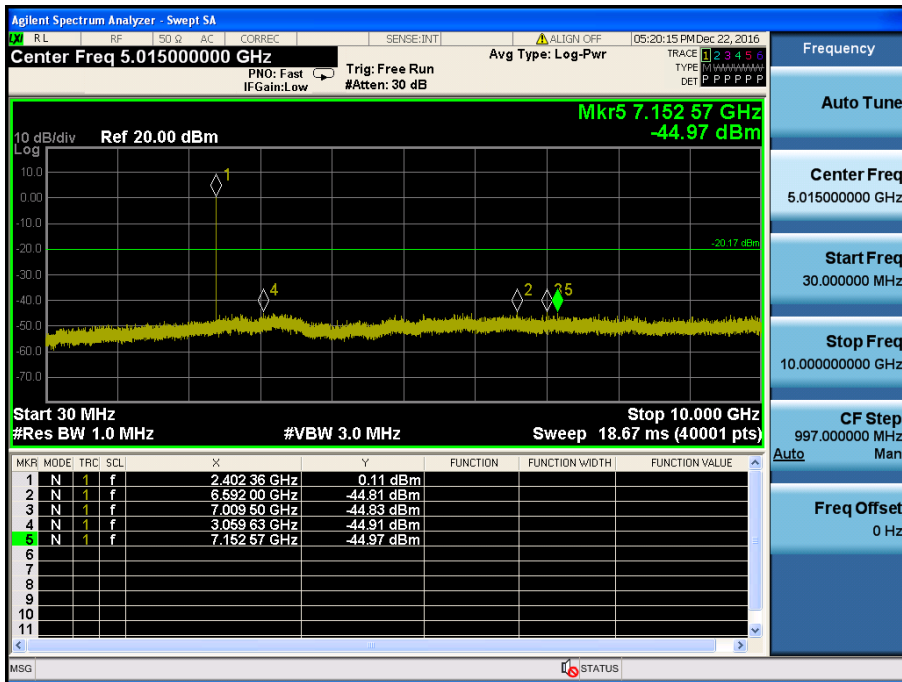 Agilent Spectrum Analyzer - Swept SA
LXI RL RF 50 Ω AC CORREC SENSE:INT ALIGN OFF 05:20:15 PM Dec 22, 2016
Center Freq 5.015000000 GHz
PNO: Fast
IFGain:Low
Trig: Free Run
#Atten: 30 dB
Avg Type: Log-Pwr
TRACE 1 2 3 4 5 6
TYPE M W W W W W
DET P P P P P P
Mkr5 7.152 57 GHz
-44.97 dBm
10 dB/div Ref 20.00 dBm
Log
10.0
0.00
-10.0
-20.0
-30.0
-40.0
-50.0
-60.0
-70.0
1
4
2
3
5
-20.17 dBm
Start 30 MHz Stop 10.000 GHz
#Res BW 1.0 MHz #VBW 3.0 MHz Sweep 18.67 ms (40001 pts)
MKR MODE TRC SCL X Y FUNCTION FUNCTION WIDTH FUNCTION VALUE
1 N 1 f 2.402 36 GHz 0.11 dBm
2 N 1 f 6.592 00 GHz -44.81 dBm
3 N 1 f 7.009 50 GHz -44.83 dBm
4 N 1 f 3.059 63 GHz -44.91 dBm
5 N 1 f 7.152 57 GHz -44.97 dBm
6
7
8
9
10
11
MSG STATUS
Frequency
Auto Tune
Center Freq
5.015000000 GHz
Start Freq
30.000000 MHz
Stop Freq
10.000000000 GHz
CF Step
997.000000 MHz
Auto Man
Freq Offset
0 Hz